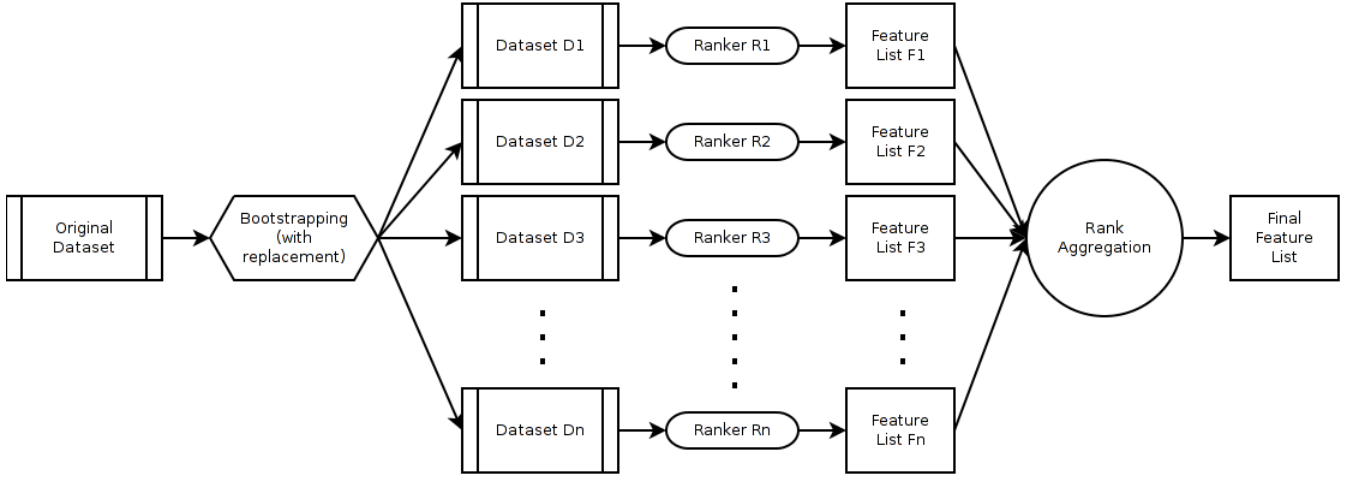 Original
Dataset
Bootstrapping
(with
replacement)
Dataset D1
Ranker R1
Feature
List F1
Dataset D2
Ranker R2
Feature
List F2
Dataset D3
Ranker R3
Feature
List F3
Dataset Dn
Ranker Rn
Feature
List Fn
Rank
Aggregation
Final
Feature
List